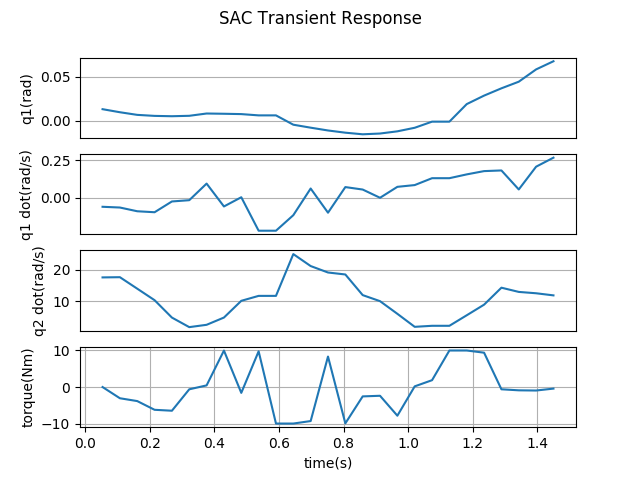 SAC Transient Response
q1(rad)
0.05
0.00
q1 dot(rad/s)
0.25
0.00
q2 dot(rad/s)
20
10
torque(Nm)
10
0
−10
0.0 0.2 0.4 0.6 0.8 1.0 1.2 1.4
time(s)